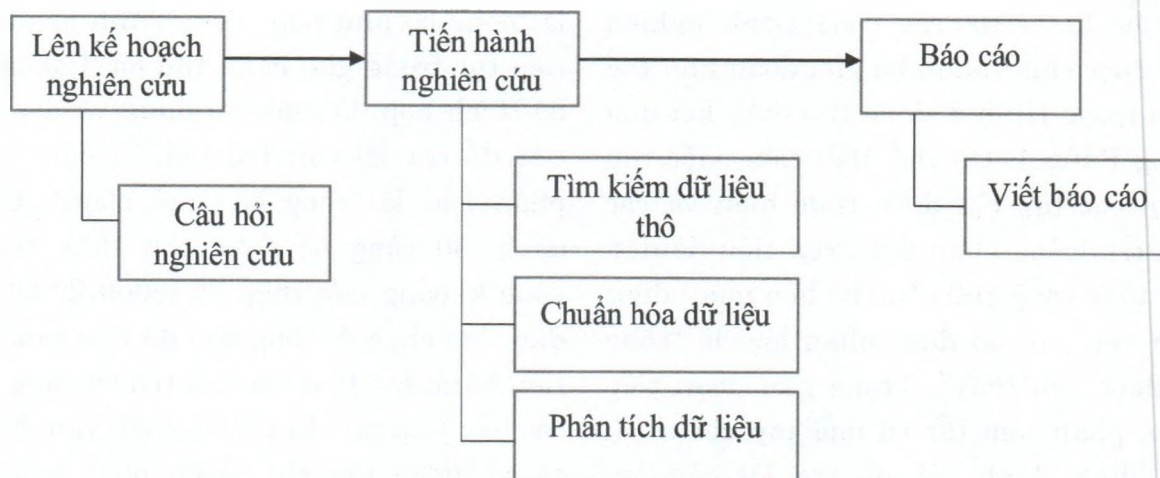 Lên kế hoạch
nghiên cứu
Tiến hành
nghiên cứu
Báo cáo
Câu hỏi
nghiên cứu
Tìm kiếm dữ liệu
thô
Chuẩn hóa dữ liệu
Phân tích dữ liệu
Viết báo cáo